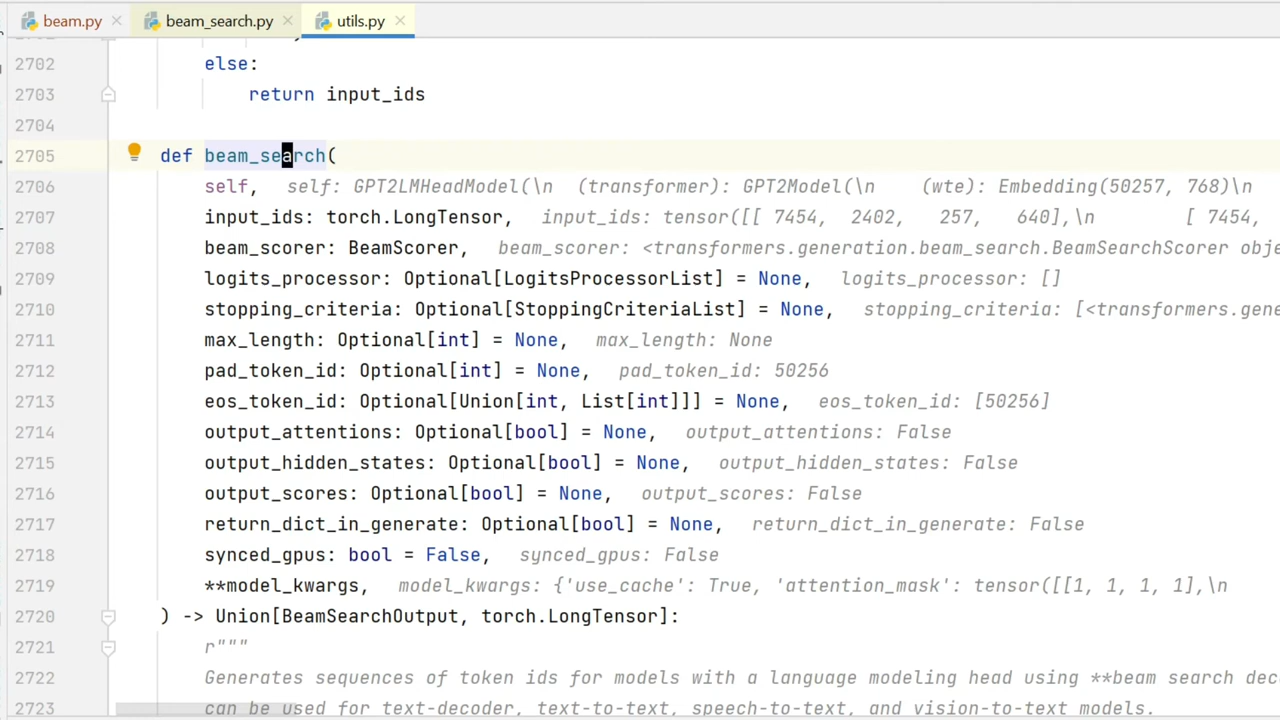 beam.py beam_search.py utils.py
2702 else:
2703 return input_ids
2704
2705 def beam_search(
2706 self, self: GPT2LMHeadModel(\n (transformer): GPT2Model(\n (wte): Embedding(50257, 768)\n
2707 input_ids: torch.LongTensor, input_ids: tensor([[ 7454, 2402, 257, 640],\n [ 7454,
2708 beam_scorer: BeamScorer, beam_scorer: <transformers.generation.beam_search.BeamSearchScorer obje
2709 logits_processor: Optional[LogitsProcessorList] = None, logits_processor: []
2710 stopping_criteria: Optional[StoppingCriteriaList] = None, stopping_criteria: [<transformers.gene
2711 max_length: Optional[int] = None, max_length: None
2712 pad_token_id: Optional[int] = None, pad_token_id: 50256
2713 eos_token_id: Optional[Union[int, List[int]]] = None, eos_token_id: [50256]
2714 output_attentions: Optional[bool] = None, output_attentions: False
2715 output_hidden_states: Optional[bool] = None, output_hidden_states: False
2716 output_scores: Optional[bool] = None, output_scores: False
2717 return_dict_in_generate: Optional[bool] = None, return_dict_in_generate: False
2718 synced_gpus: bool = False, synced_gpus: False
2719 **model_kwargs, model_kwargs: {'use_cache': True, 'attention_mask': tensor([[1, 1, 1, 1],\n
2720 ) -> Union[BeamSearchOutput, torch.LongTensor]:
2721 r"""
2722 Generates sequences of token ids for models with a language modeling head using **beam search dec
2723 can be used for text-decoder, text-to-text, speech-to-text, and vision-to-text models.